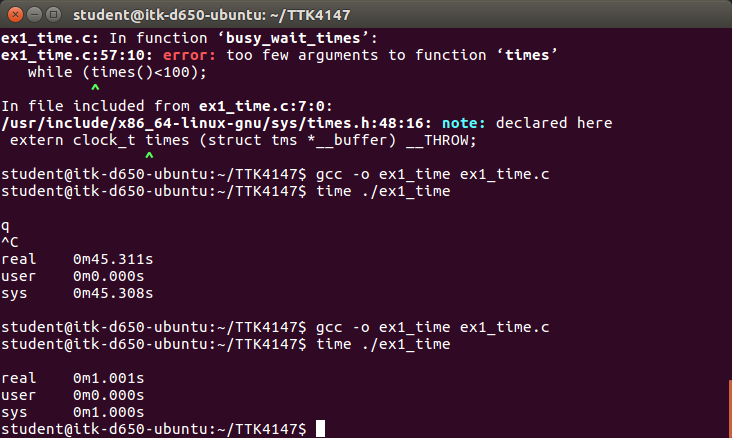 student@itk-d650-ubuntu: ~/TTK4147
ex1_time.c: In function ‘busy_wait_times’:
ex1_time.c:57:10: error: too few arguments to function ‘times’
   while (times()<100);
          ^
In file included from ex1_time.c:7:0:
/usr/include/x86_64-linux-gnu/sys/times.h:48:16: note: declared here
 extern clock_t times (struct tms *__buffer) __THROW;
                ^
student@itk-d650-ubuntu:~/TTK4147$ gcc -o ex1_time ex1_time.c
student@itk-d650-ubuntu:~/TTK4147$ time ./ex1_time
q
^C
real    0m45.311s
user    0m0.000s
sys     0m45.308s
student@itk-d650-ubuntu:~/TTK4147$ gcc -o ex1_time ex1_time.c
student@itk-d650-ubuntu:~/TTK4147$ time ./ex1_time
real    0m1.001s
user    0m0.000s
sys     0m1.000s
student@itk-d650-ubuntu:~/TTK4147$